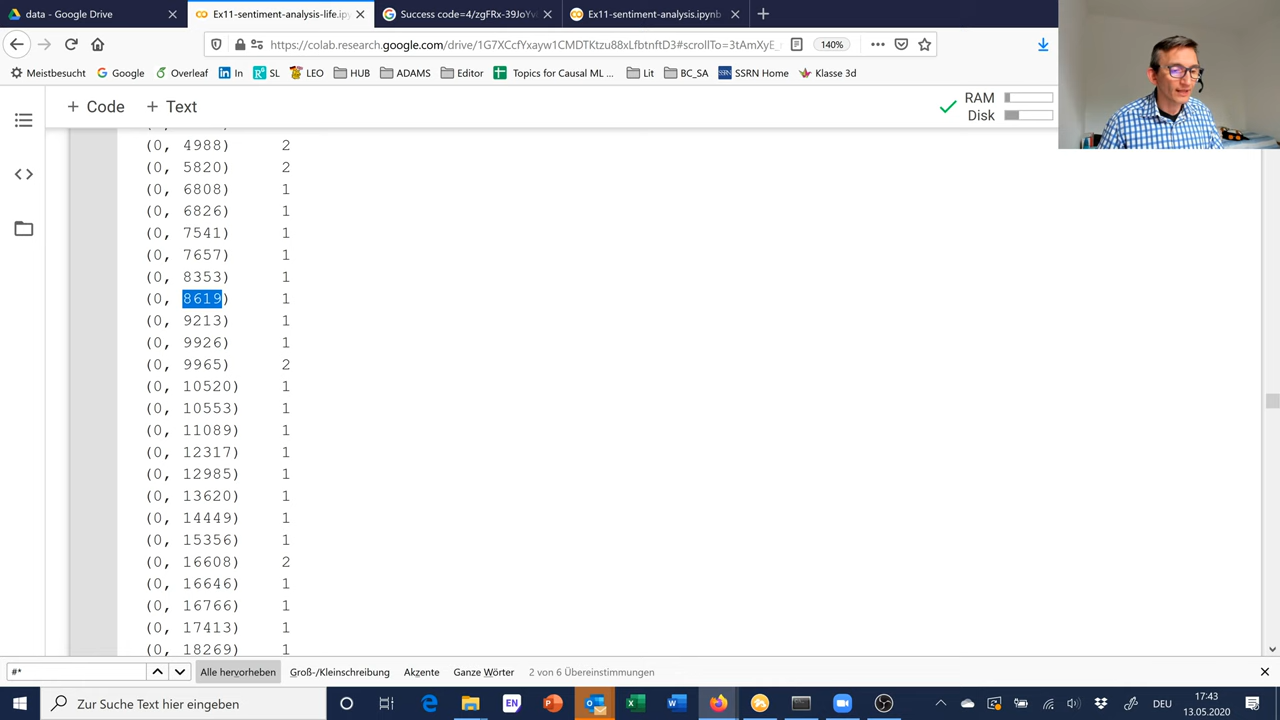 data - Google Drive
Ex11-sentiment-analysis-life.ipy
Success code=4/zgFRx-39JoYv
Ex11-sentiment-analysis.ipynb
https://colab.research.google.com/drive/1G7XCcfYxayw1CMDTKtzu88xLfbtnftD3#scrollTo=3tAmXyE_
140%
Meistbesucht
Google
Overleaf
In
SL
LEO
HUB
ADAMS
Editor
Topics for Causal ML ...
Lit
BC_SA
SSRN Home
Klasse 3d
+ Code
+ Text
RAM
Disk
(0, 4988) 2
(0, 5820) 2
(0, 6808) 1
(0, 6826) 1
(0, 7541) 1
(0, 7657) 1
(0, 8353) 1
(0, 8619) 1
(0, 9213) 1
(0, 9926) 1
(0, 9965) 2
(0, 10520) 1
(0, 10553) 1
(0, 11089) 1
(0, 12317) 1
(0, 12985) 1
(0, 13620) 1
(0, 14449) 1
(0, 15356) 1
(0, 16608) 2
(0, 16646) 1
(0, 16766) 1
(0, 17413) 1
(0, 18269) 1
#*
Alle hervorheben
Groß-/Kleinschreibung
Akzente
Ganze Wörter
2 von 6 Übereinstimmungen
Zur Suche Text hier eingeben
EN
DEU
17:43
13.05.2020